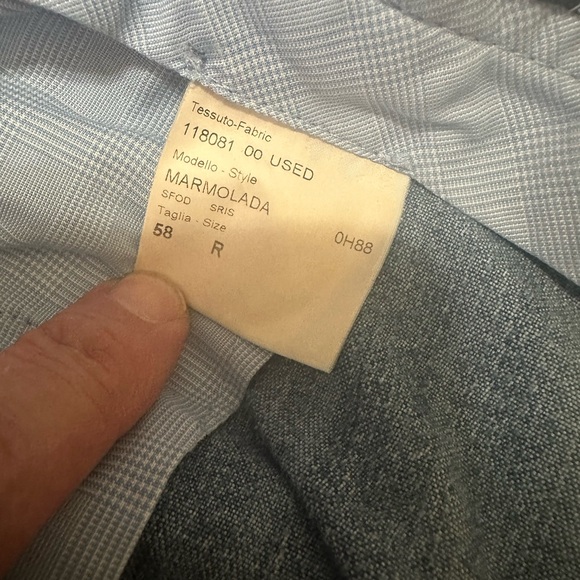 Tessuto-Fabric
118081 00 USED
Modello - Style
MARMOLADA
SFOD SRIS
Taglia - Size
58 R 0H88